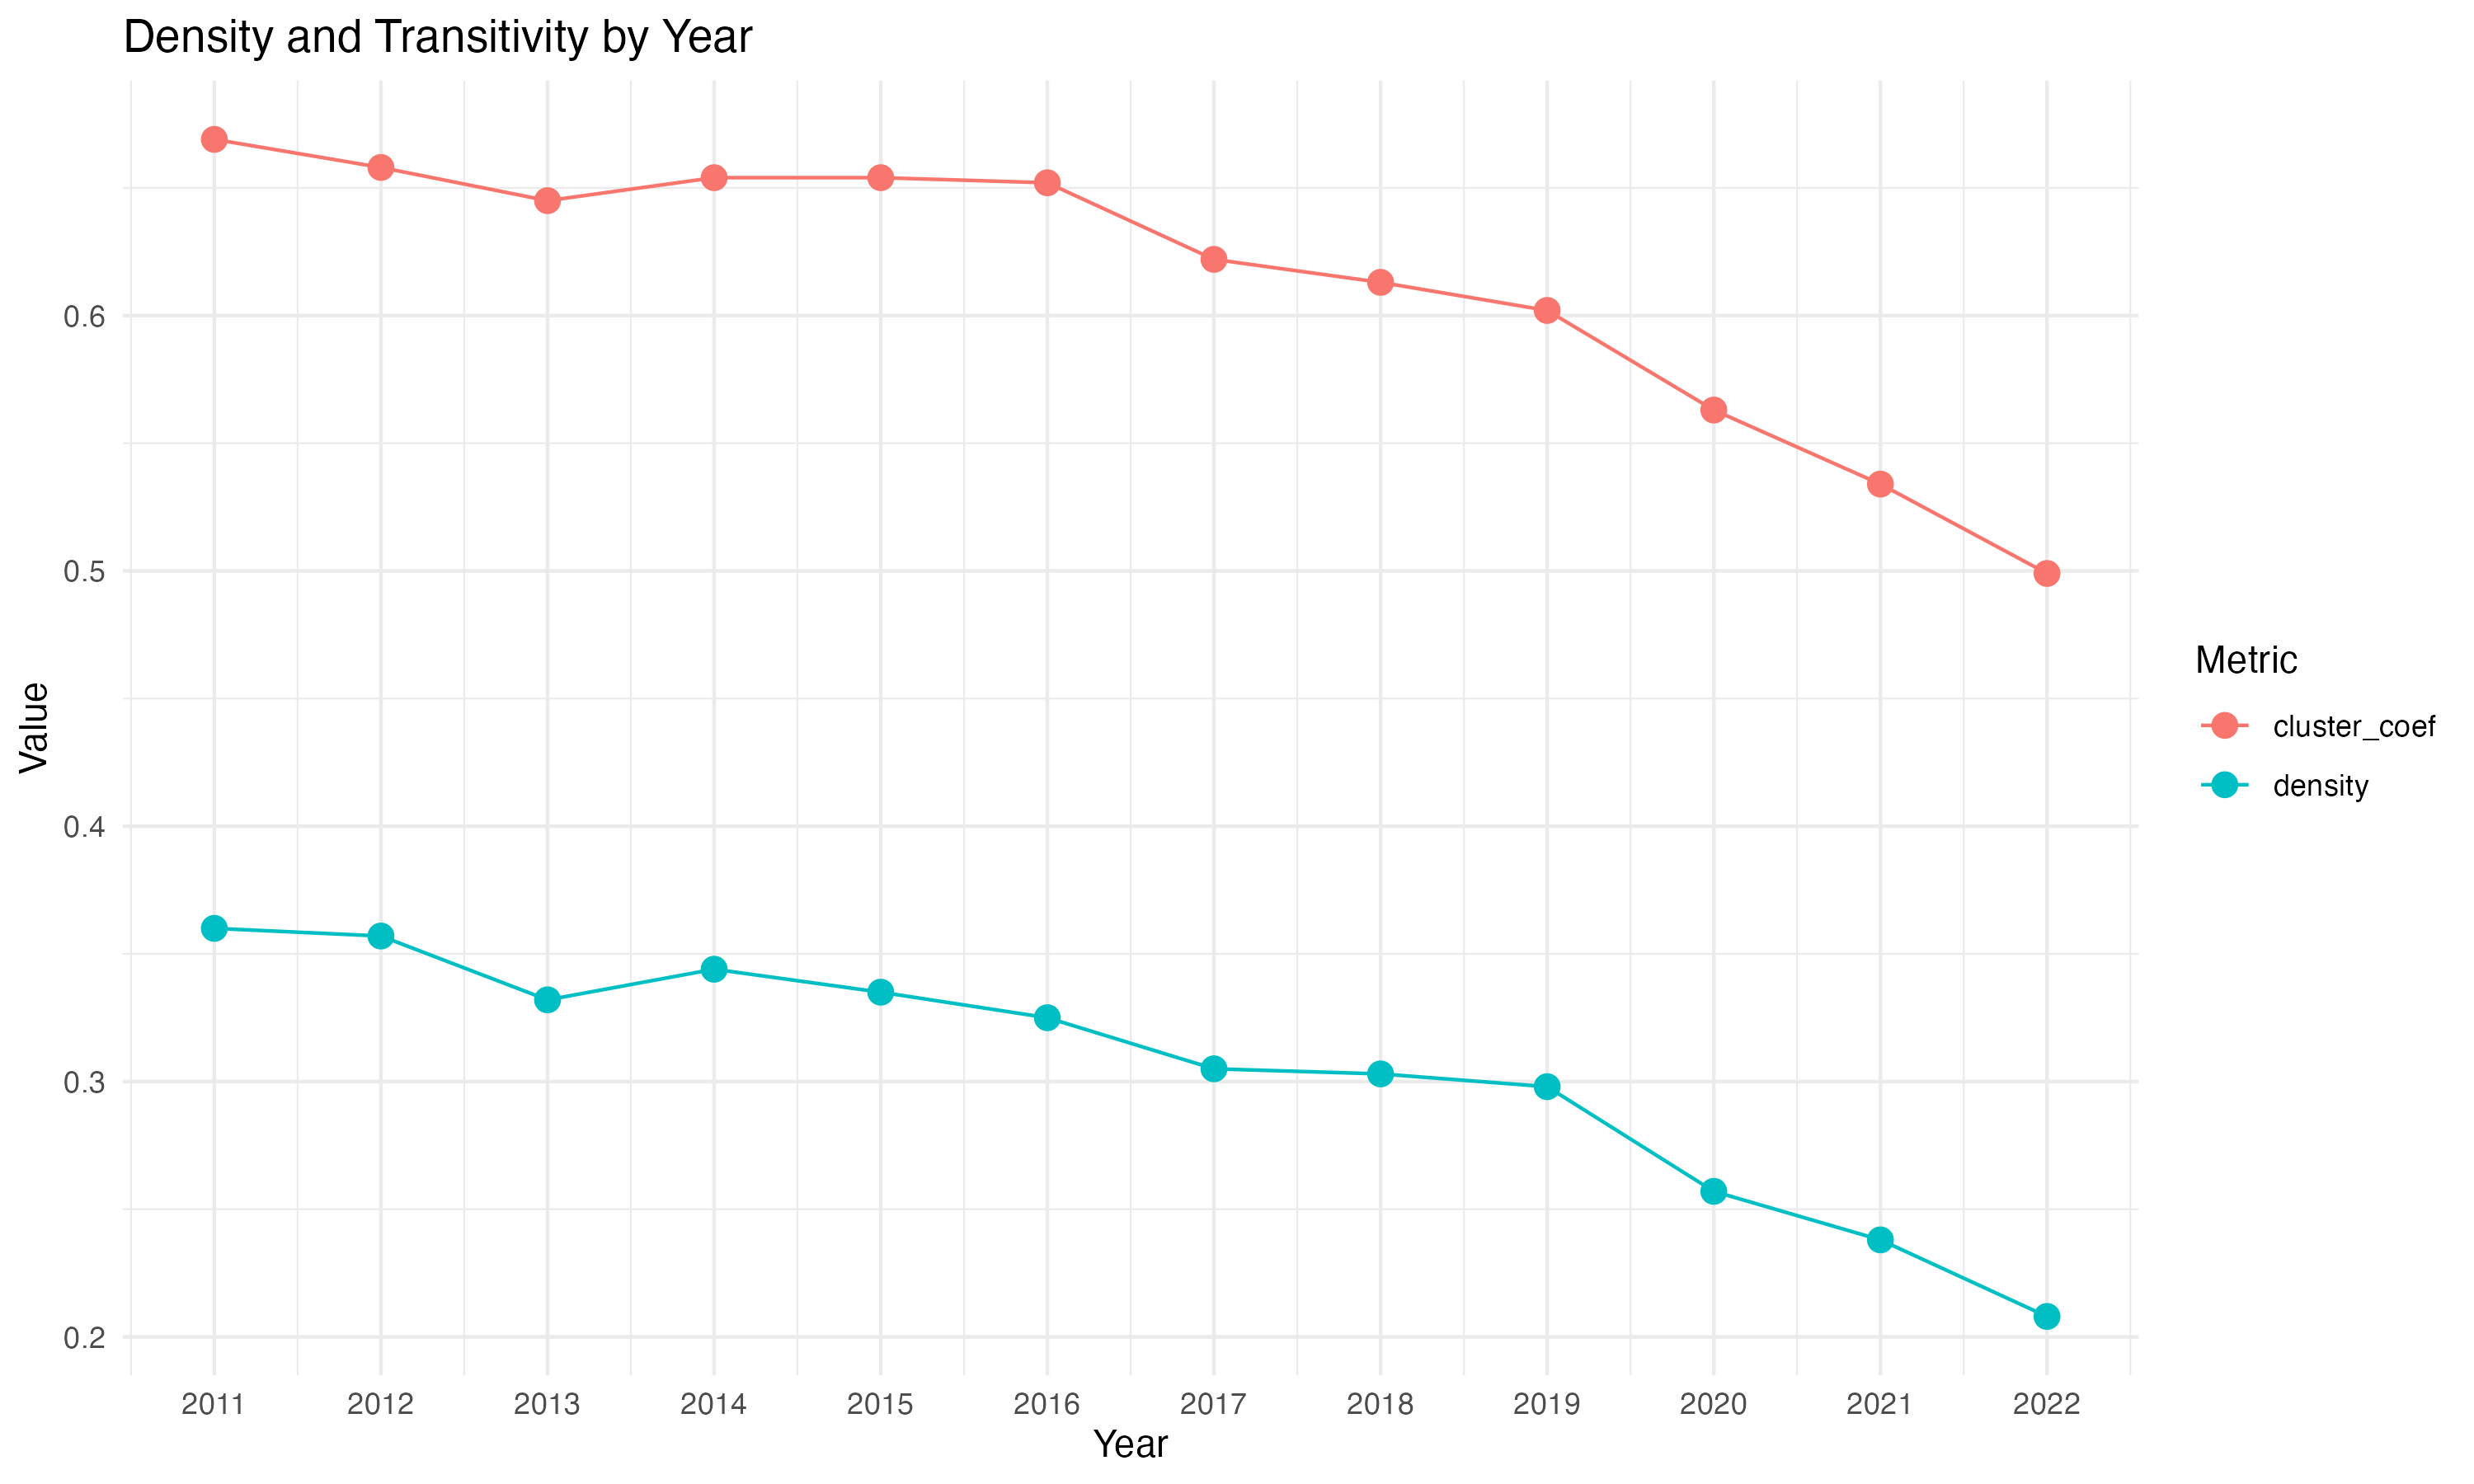 Density and Transitivity by Year
Value
0.6
0.5
0.4
0.3
0.2
2011 2012 2013 2014 2015 2016 2017 2018 2019 2020 2021 2022
Year
Metric
cluster_coef
density